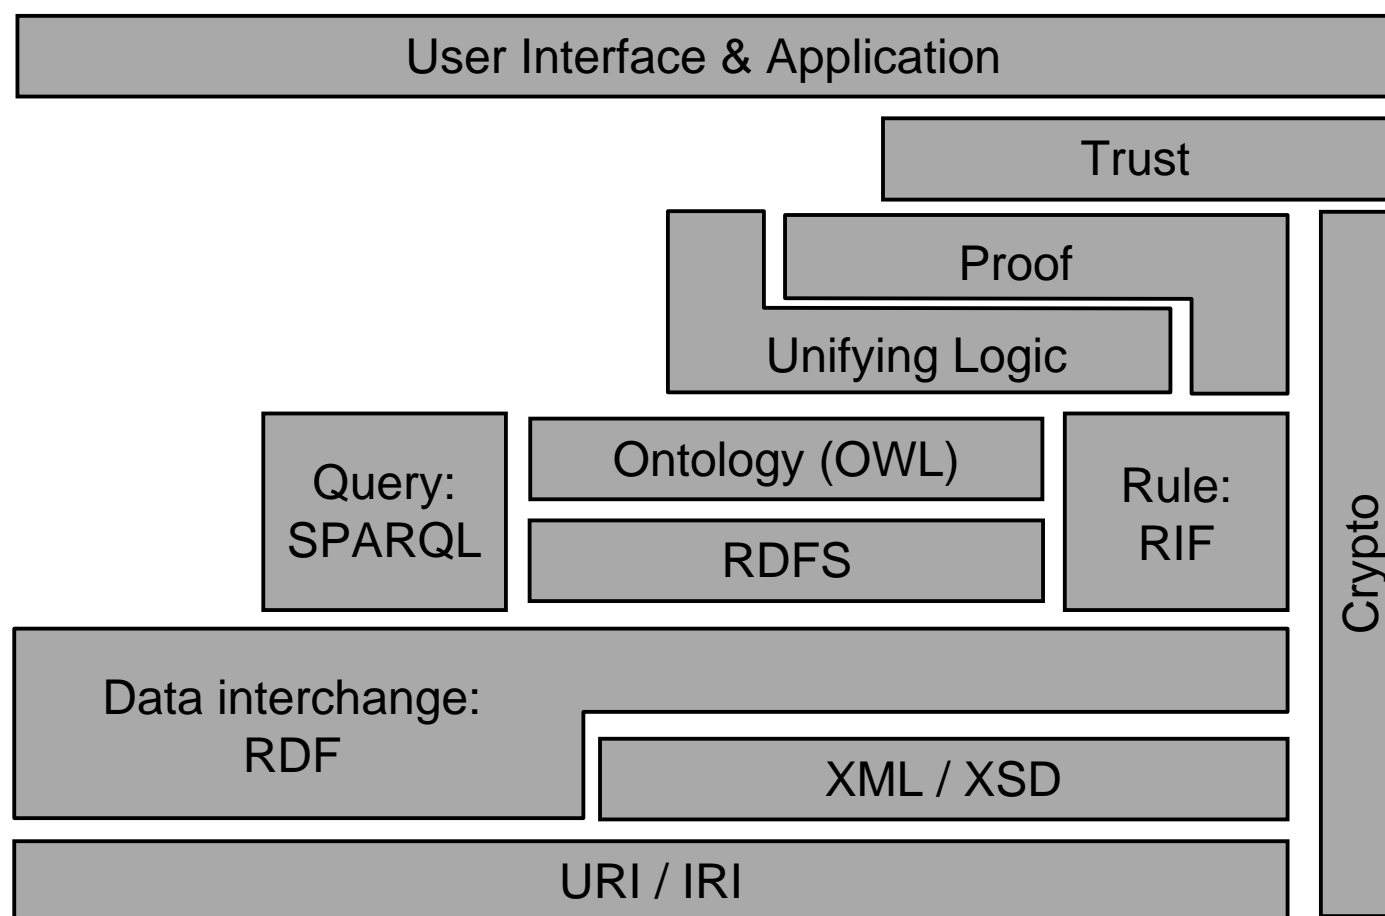 User Interface & Application
Trust
Proof
Unifying Logic
Query:
SPARQL
Ontology (OWL)
RDFS
Rule:
RIF
Crypto
Data interchange:
RDF
XML / XSD
URI / IRI